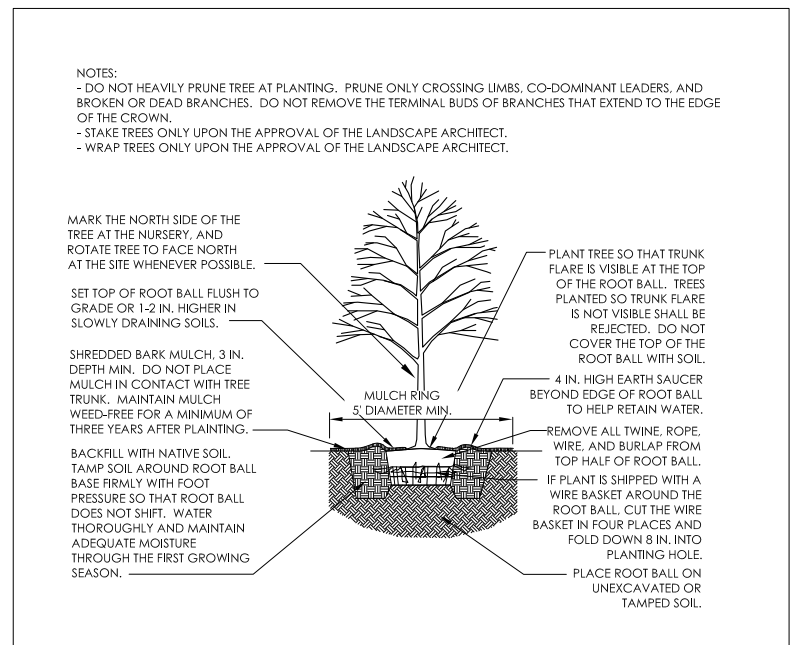 NOTES:
- DO NOT HEAVILY PRUNE TREE AT PLANTING. PRUNE ONLY CROSSING LIMBS, CO-DOMINANT LEADERS, AND
BROKEN OR DEAD BRANCHES. DO NOT REMOVE THE TERMINAL BUDS OF BRANCHES THAT EXTEND TO THE EDGE
OF THE CROWN.
- STAKE TREES ONLY UPON THE APPROVAL OF THE LANDSCAPE ARCHITECT.
- WRAP TREES ONLY UPON THE APPROVAL OF THE LANDSCAPE ARCHITECT.
MARK THE NORTH SIDE OF THE
TREE AT THE NURSERY, AND
ROTATE TREE TO FACE NORTH
AT THE SITE WHENEVER POSSIBLE.
SET TOP OF ROOT BALL FLUSH TO
GRADE OR 1-2 IN. HIGHER IN
SLOWLY DRAINING SOILS.
SHREDDED BARK MULCH, 3 IN.
DEPTH MIN. DO NOT PLACE
MULCH IN CONTACT WITH TREE
TRUNK. MAINTAIN MULCH
WEED-FREE FOR A MINIMUM OF
THREE YEARS AFTER PLAINTING.
BACKFILL WITH NATIVE SOIL.
TAMP SOIL AROUND ROOT BALL
BASE FIRMLY WITH FOOT
PRESSURE SO THAT ROOT BALL
DOES NOT SHIFT. WATER
THOROUGHLY AND MAINTAIN
ADEQUATE MOISTURE
THROUGH THE FIRST GROWING
SEASON.
MULCH RING
5' DIAMETER MIN.
PLANT TREE SO THAT TRUNK
FLARE IS VISIBLE AT THE TOP
OF THE ROOT BALL. TREES
PLANTED SO TRUNK FLARE
IS NOT VISIBLE SHALL BE
REJECTED. DO NOT
COVER THE TOP OF THE
ROOT BALL WITH SOIL.
4 IN. HIGH EARTH SAUCER
BEYOND EDGE OF ROOT BALL
TO HELP RETAIN WATER.
REMOVE ALL TWINE, ROPE,
WIRE, AND BURLAP FROM
TOP HALF OF ROOT BALL.
IF PLANT IS SHIPPED WITH A
WIRE BASKET AROUND THE
ROOT BALL, CUT THE WIRE
BASKET IN FOUR PLACES AND
FOLD DOWN 8 IN. INTO
PLANTING HOLE.
PLACE ROOT BALL ON
UNEXCAVATED OR
TAMPED SOIL.